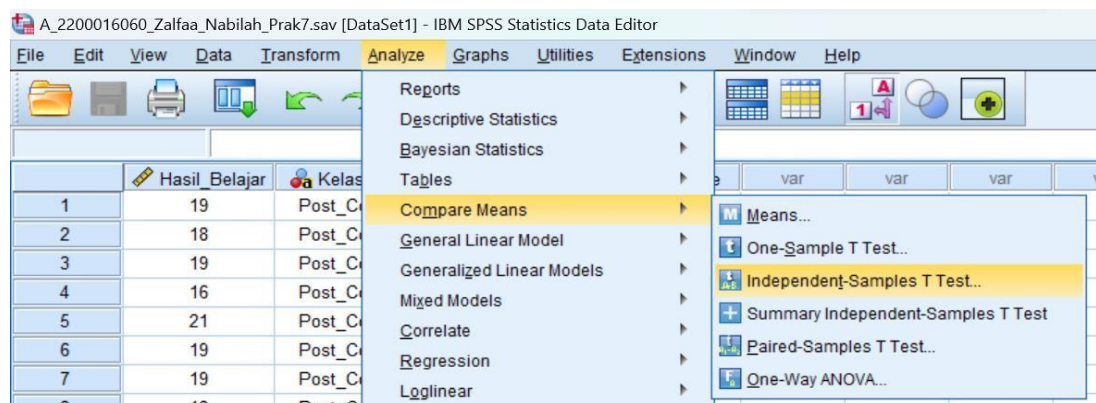 A_2200016060_Zalfaa_Nabilah_Prak7.sav [DataSet1] - IBM SPSS Statistics Data Editor
File Edit View Data Transform Analyze Graphs Utilities Extensions Window Help
Reports
Descriptive Statistics
Bayesian Statistics
Tables
Compare Means
General Linear Model
Generalized Linear Models
Mixed Models
Correlate
Regression
Loglinear
Means...
One-Sample T Test...
Independent-Samples T Test...
Summary Independent-Samples T Test
Paired-Samples T Test...
One-Way ANOVA...
Hasil_Belajar Kelas var var var
1 19 Post_C
2 18 Post_C
3 19 Post_C
4 16 Post_C
5 21 Post_C
6 19 Post_C
7 19 Post_C